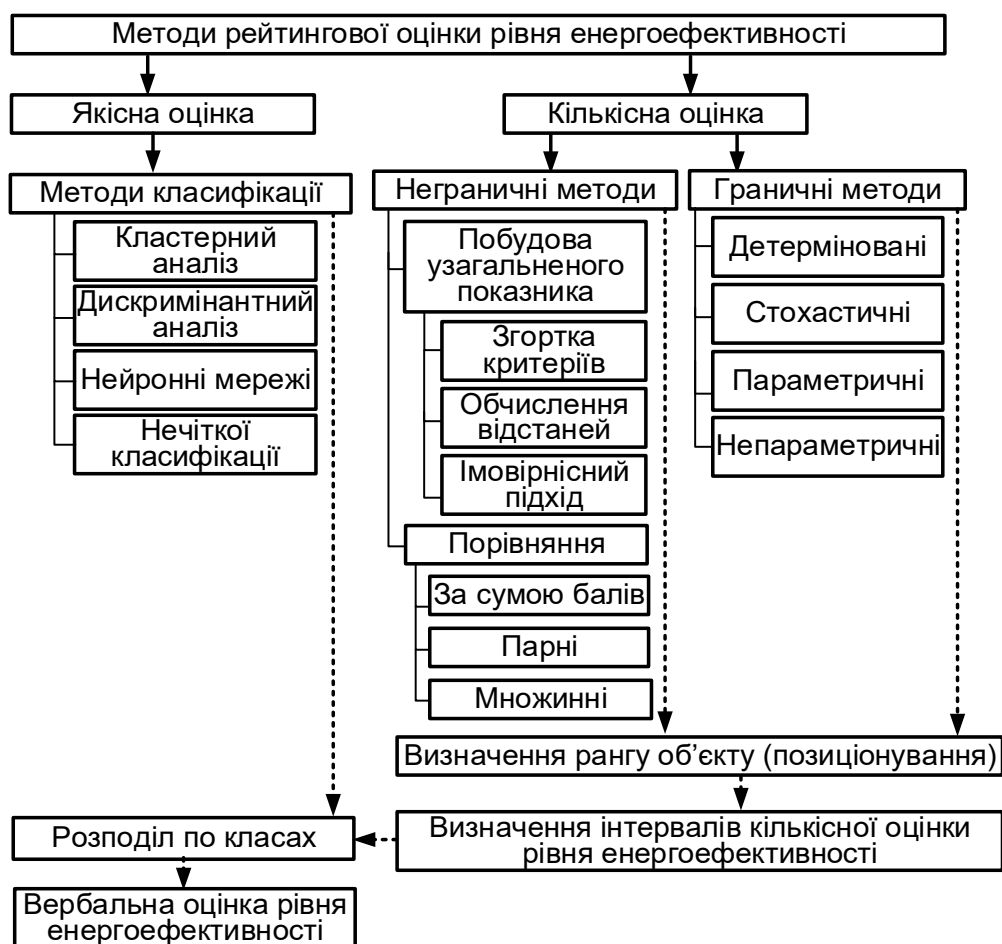 Методи рейтингової оцінки рівня енергоефективності
Якісна оцінка
Кількісна оцінка
Методи класифікації
Неграничні методи
Граничні методи
Кластерний
аналіз
Дискримінантний
аналіз
Нейронні мережі
Нечіткої
класифікації
Побудова
узагальненого
показника
Згортка
критеріїв
Обчислення
відстаней
Імовірнісний
підхід
Порівняння
За сумою балів
Парні
Множинні
Детерміновані
Стохастичні
Параметричні
Непараметричні
Визначення рангу об’єкту (позиціонування)
Визначення інтервалів кількісної оцінки
рівня енергоефективності
Розподіл по класах
Вербальна оцінка рівня
енергоефективності